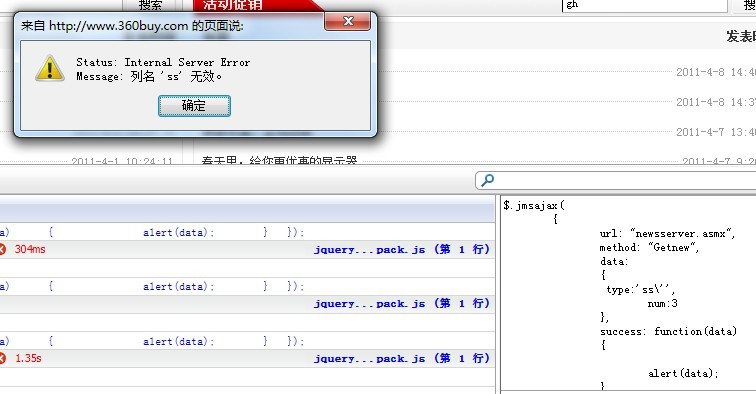 搜索
活动促销
gh
搜
来自 http://www.360buy.com 的页面说:
发表时
Status: Internal Server Error
Message: 列名 'ss' 无效。
确定
2011-4-8 14:40
2011-4-8 14:37
2011-4-7 13:40
2011-4-1 10:24:11
春天里，给你更优惠的显示器
2011-4-7 9:20
a) { alert(data); } });
304ms
jquery...pack.js (第 1 行)
a) { alert(data); } });
jquery...pack.js (第 1 行)
a) { alert(data); } });
1.35s
jquery...pack.js (第 1 行)
$.jmsajax(
{
url: "newsserver.asmx",
method: "Getnew",
data:
{
type:'ss\'',
num:3
},
success: function(data)
{
alert(data);
}